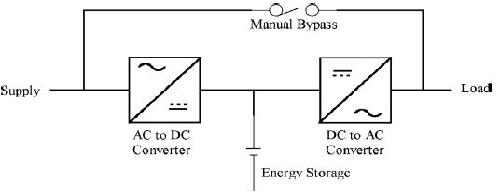 Manual Bypass
Supply
Load
AC to DC
Converter
DC to AC
Converter
Energy Storage